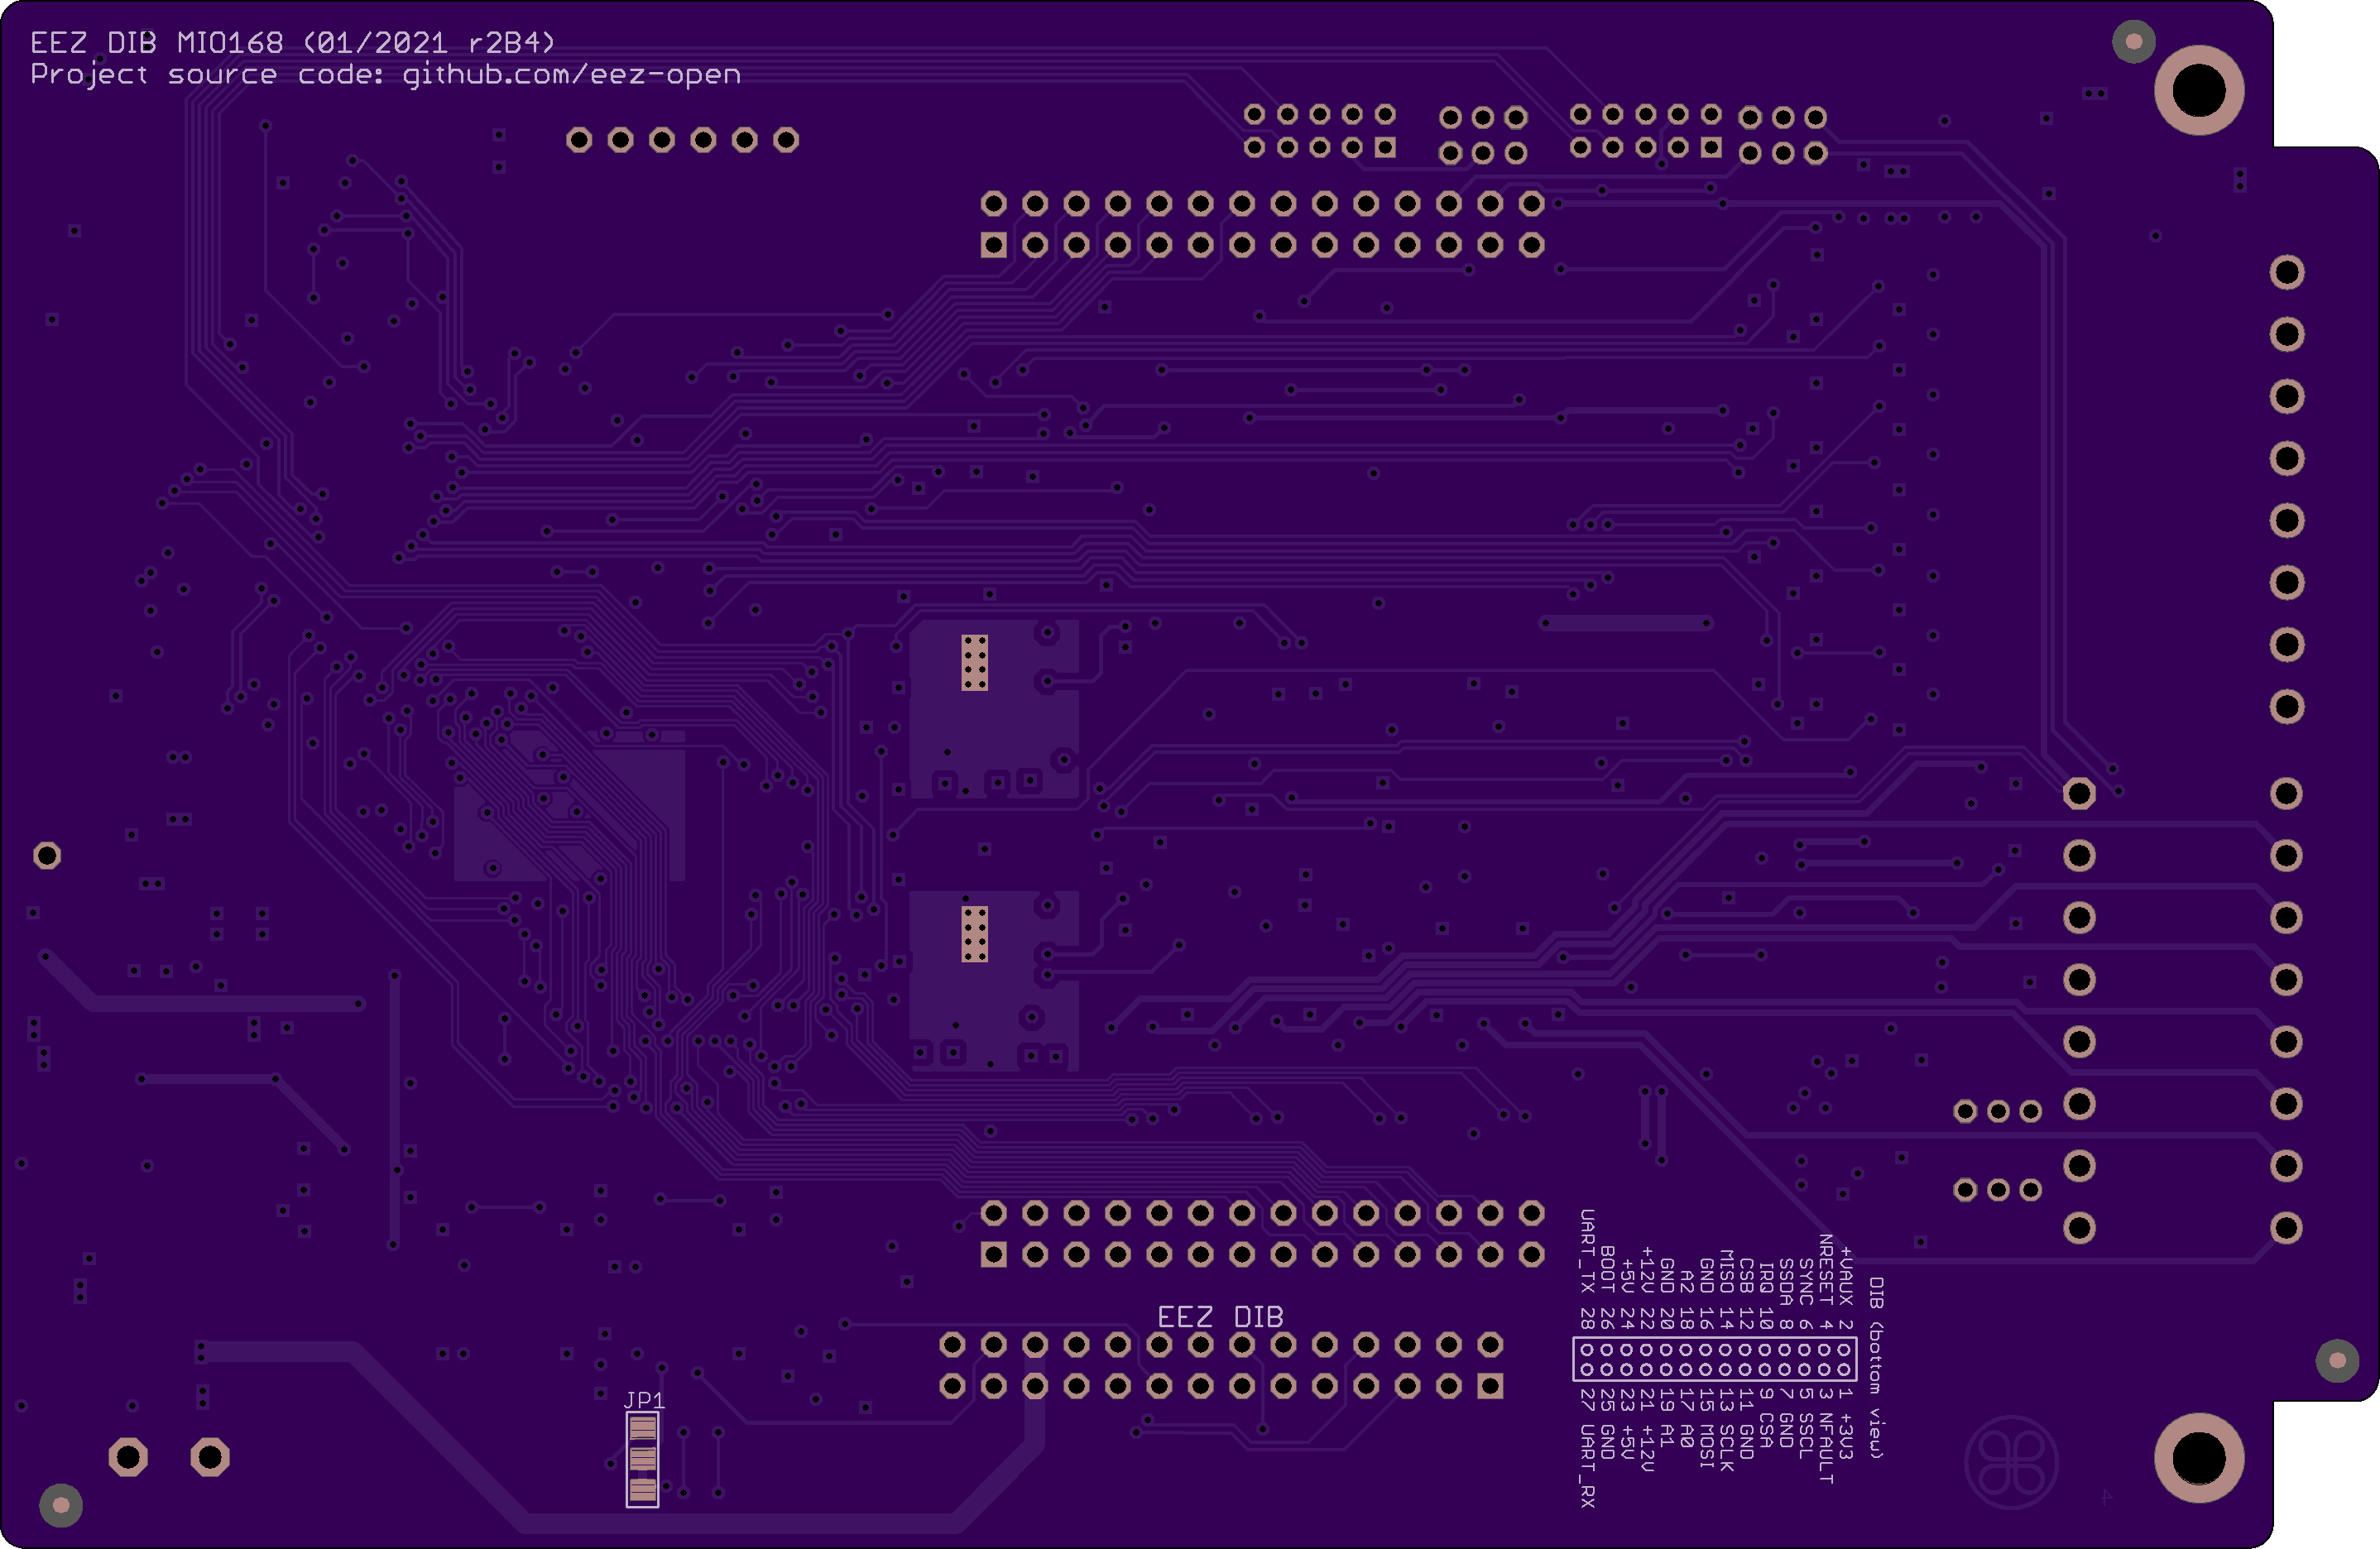 EEZ DIB MIO168 (01/2021 r2B4)
Project source code: github.com/eez-open
EEZ DIB
JP1
DIB (bottom view)
+VAUX 2
NRESET 4
SYNC 6
SSDA 8
IRQ 10
CSB 12
MISO 14
GND 16
A2 18
GND 20
+12V 22
+5V 24
BOOT 26
UART_TX 28
1 +3V3
3 NFAULT
5 SSCL
7 GND
9 CSA
11 GND
13 SCLK
15 MOSI
17 A0
19 A1
21 +12V
23 +5V
25 GND
27 UART_RX
4